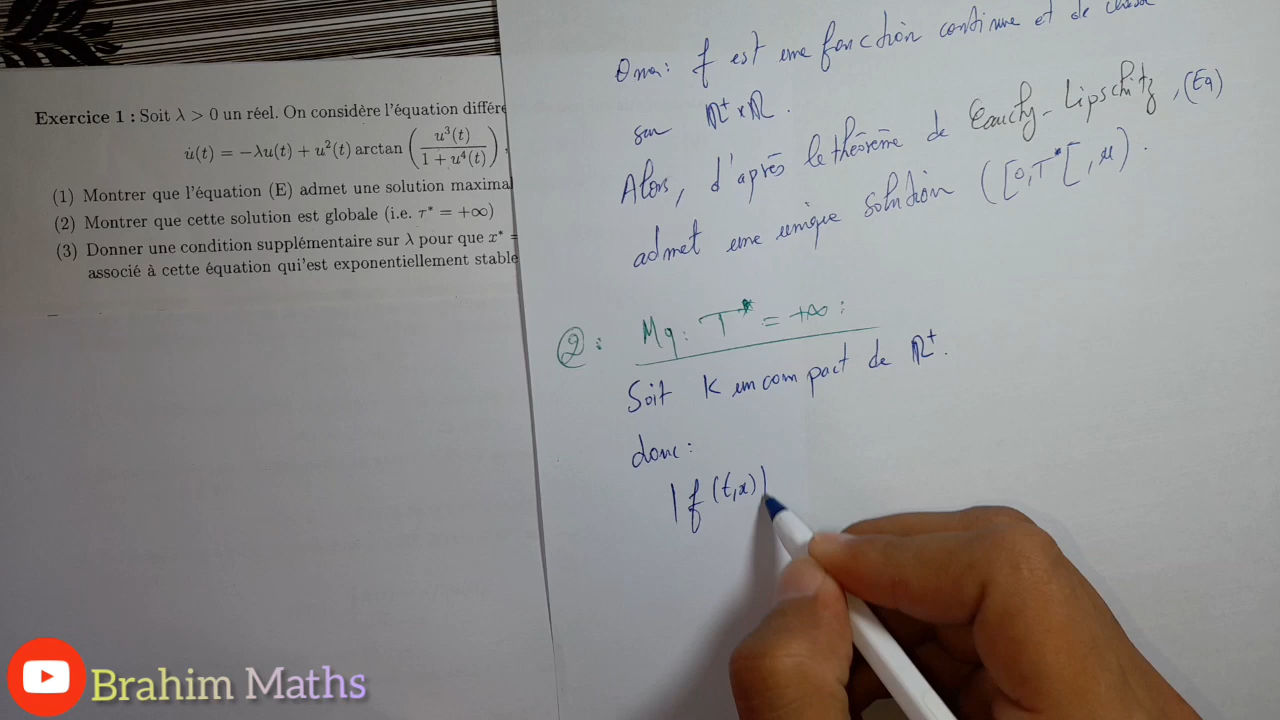 Exercice 1 : Soit λ > 0 un réel. On considère l'équation différe
u̇(t) = −λu(t) + u²(t) arctan ( u³(t) / 1 + u⁴(t) ) ,
(1) Montrer que l'équation (E) admet une solution maximal
(2) Montrer que cette solution est globale (i.e. τ* = +∞)
(3) Donner une condition supplémentaire sur λ pour que x* =
associé à cette équation qui'est exponentiellement stable
On a : f est une fonction continue et de
sur ℝ⁺ × ℝ .
Alors, d'après le théorème de Cauchy-Lipschitz, (E)
admet une unique solution ([0,T*[, u) .
② : Mq : T* = +∞ :
Soit K un compact de ℝ⁺.
donc :
|f(t,x)|
Brahim Maths